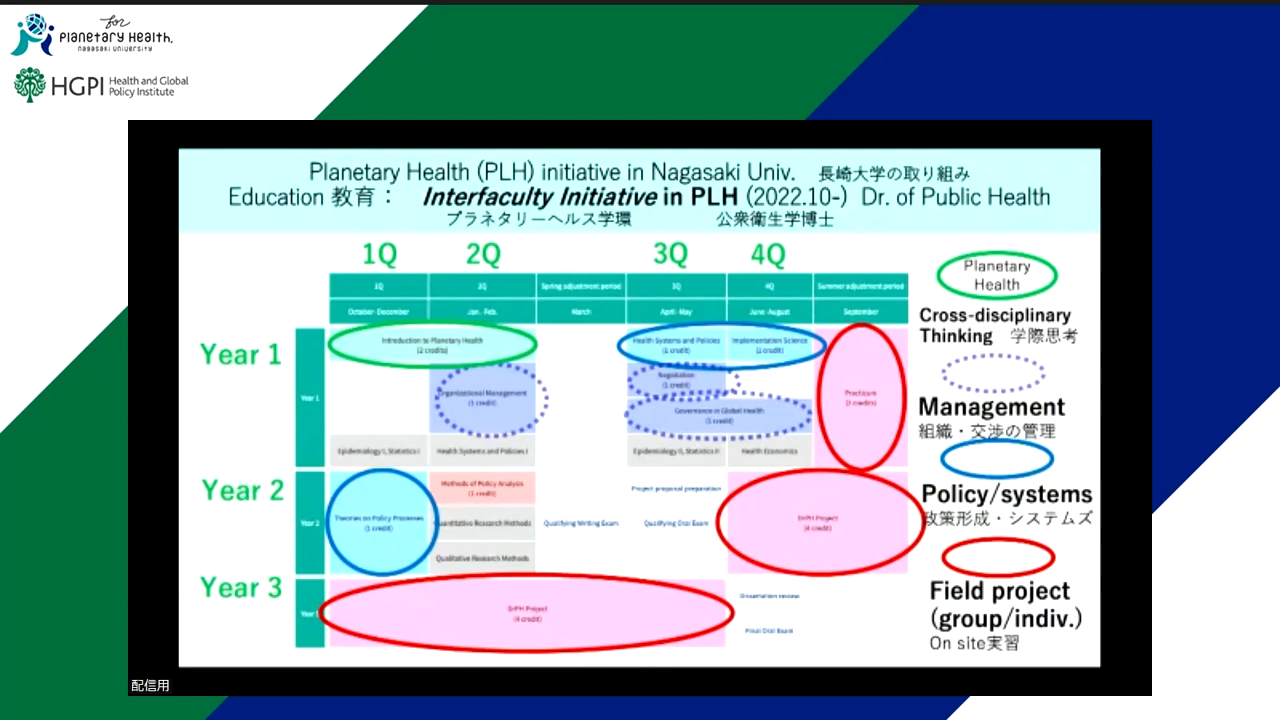 for
PLanetary HeaLth,
NAGASAKI UNIVERSITY
HGPI Health and Global Policy Institute
Planetary Health (PLH) initiative in Nagasaki Univ. 長崎大学の取り組み
Education 教育： Interfaculty Initiative in PLH (2022.10-) Dr. of Public Health
プラネタリーヘルス学環 公衆衛生学博士
1Q 2Q 3Q 4Q
1Q 2Q Spring adjustment period 3Q 4Q Summer adjustment period
October-December Jan.-Feb. March April-May June-August September
Year 1
Year 1
Introduction to Planetary Health
(2 credits)
Health Systems and Policies
(1 credit)
Implementation Science
(1 credit)
Organizational Management
(1 credit)
Negotiation
(1 credit)
Governance in Global Health
(1 credit)
Practicum
Epidemiology I, Statistics I
Health Systems and Policies I
Epidemiology II, Statistics II
Health Economics
Year 2
Year 2
Theories on Policy Processes
(1 credit)
Methods of Policy Analysis
(1 credit)
Quantitative Research Methods
Qualitative Research Methods
Qualifying Writing Exam
Project proposal preparation
Qualifying Oral Exam
DrPH Project
(4 credit)
Year 3
Year
DrPH Project
(4 credit)
Dissertation review
Final Oral Exam
Planetary
Health
Cross-disciplinary
Thinking 学際思考
Management
組織・交渉の管理
Policy/systems
政策形成・システムズ
Field project
(group/indiv.)
On site実習
配信用